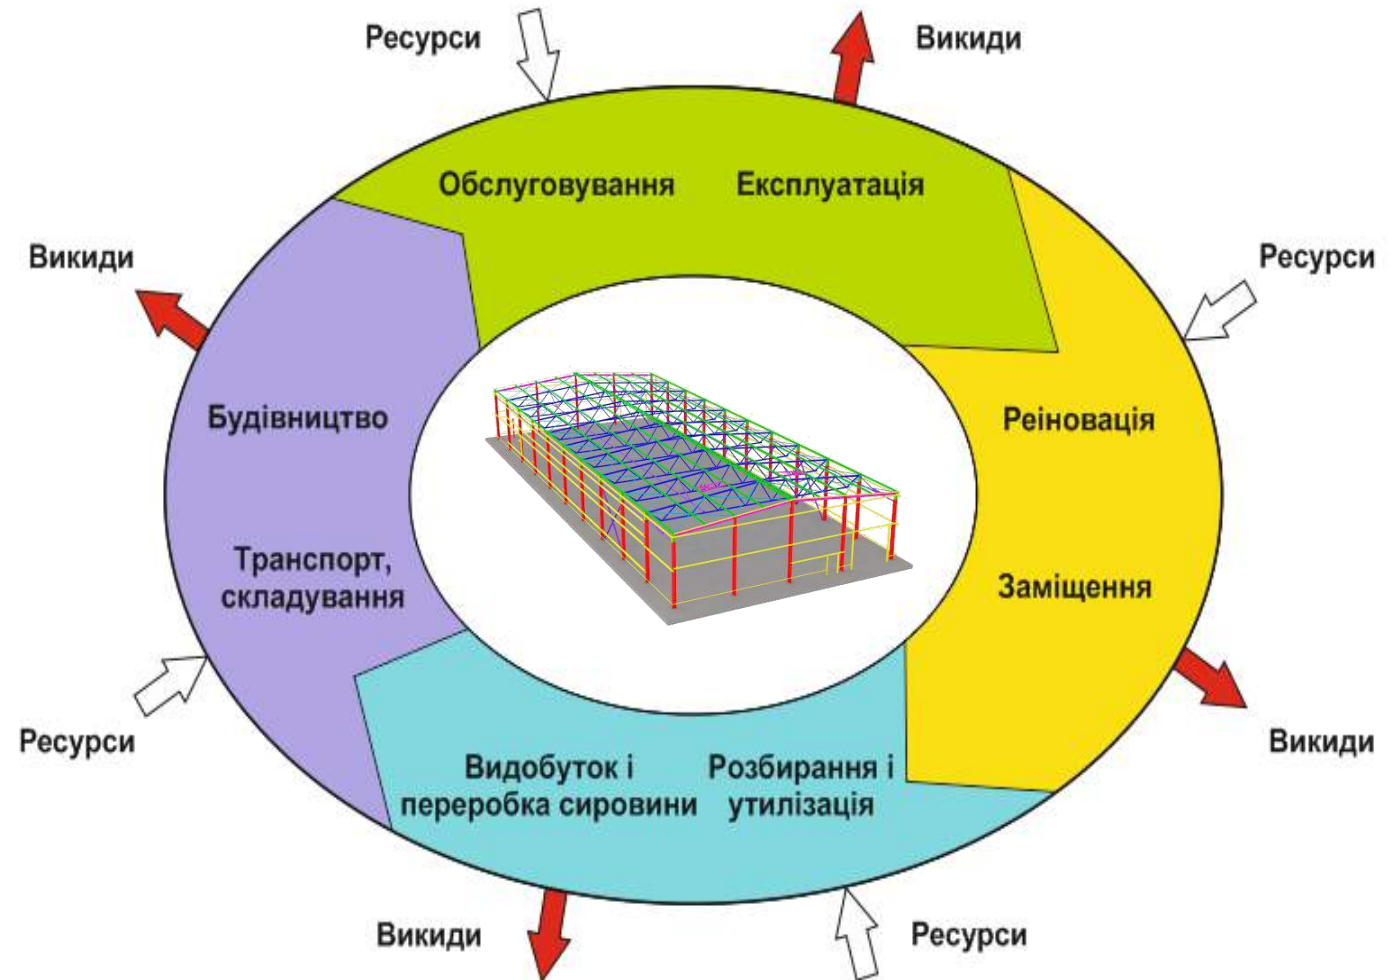 Ресурси
Викиди
Обслуговування Експлуатація
Викиди
Ресурси
Будівництво
Реіновація
Транспорт,
складування
Заміщення
Ресурси
Викиди
Видобуток і
переробка сировини
Розбирання і
утилізація
Викиди
Ресурси